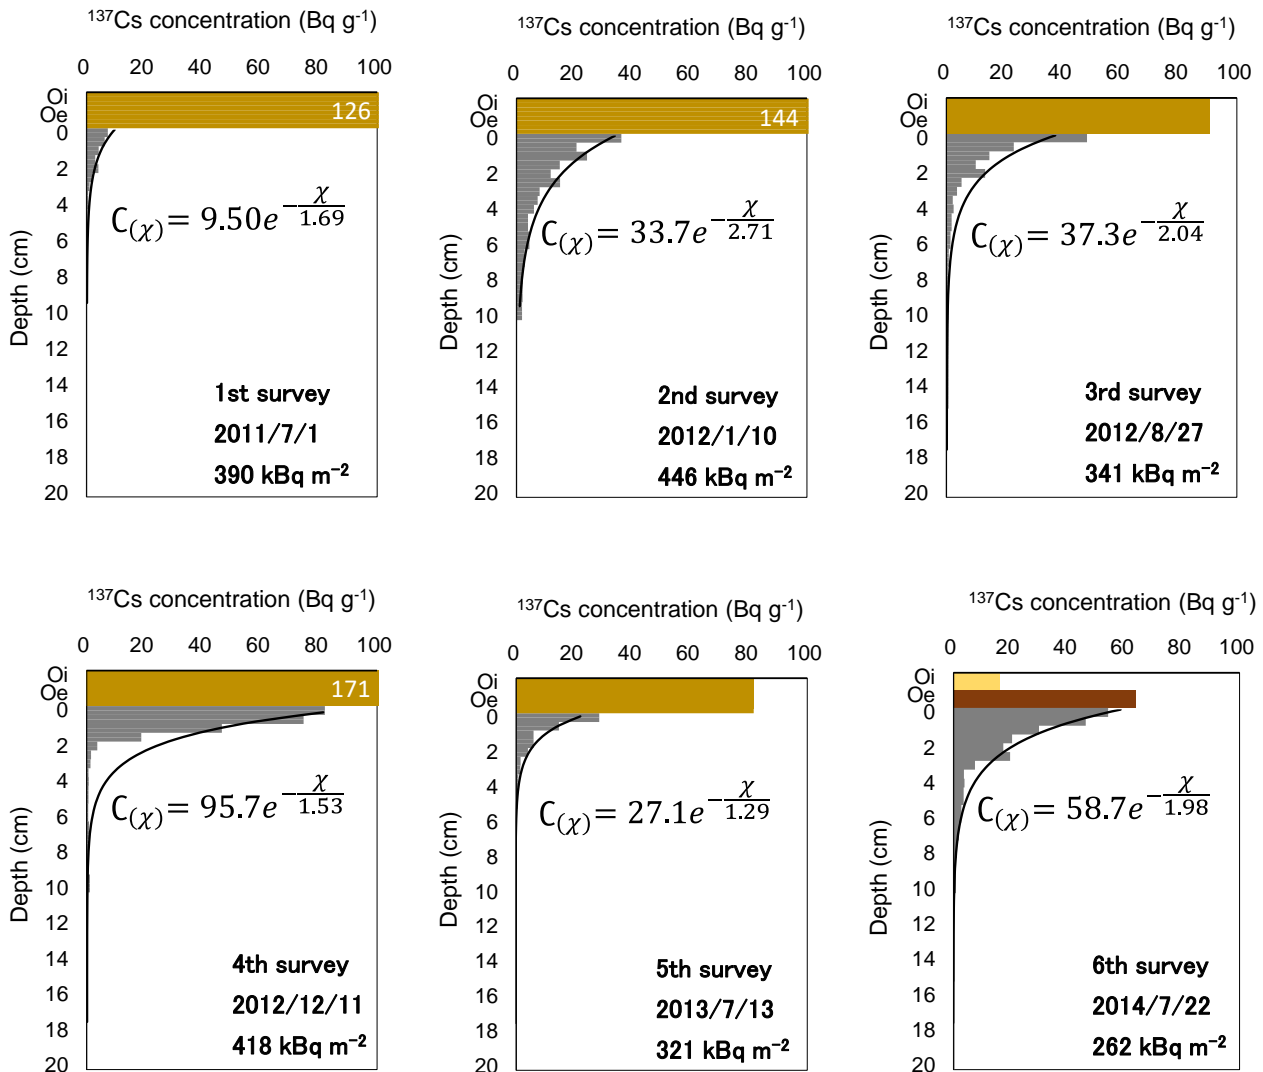 ¹³⁷Cs concentration (Bq g⁻¹)
0 20 40 60 80 100
Oi
Oe
126
0
2
4
6
8
10
12
14
16
18
20
Depth (cm)
C(χ) = 9.50e^(-χ/1.69)
1st survey
2011/7/1
390 kBq m⁻²
¹³⁷Cs concentration (Bq g⁻¹)
0 20 40 60 80 100
Oi
Oe
144
0
2
4
6
8
10
12
14
16
18
20
Depth (cm)
C(χ) = 33.7e^(-χ/2.71)
2nd survey
2012/1/10
446 kBq m⁻²
¹³⁷Cs concentration (Bq g⁻¹)
0 20 40 60 80 100
Oi
Oe
0
2
4
6
8
10
12
14
16
18
20
Depth (cm)
C(χ) = 37.3e^(-χ/2.04)
3rd survey
2012/8/27
341 kBq m⁻²
¹³⁷Cs concentration (Bq g⁻¹)
0 20 40 60 80 100
Oi
Oe
171
0
2
4
6
8
10
12
14
16
18
20
Depth (cm)
C(χ) = 95.7e^(-χ/1.53)
4th survey
2012/12/11
418 kBq m⁻²
¹³⁷Cs concentration (Bq g⁻¹)
0 20 40 60 80 100
Oi
Oe
0
2
4
6
8
10
12
14
16
18
20
Depth (cm)
C(χ) = 27.1e^(-χ/1.29)
5th survey
2013/7/13
321 kBq m⁻²
¹³⁷Cs concentration (Bq g⁻¹)
0 20 40 60 80 100
Oi
Oe
0
2
4
6
8
10
12
14
16
18
20
Depth (cm)
C(χ) = 58.7e^(-χ/1.98)
6th survey
2014/7/22
262 kBq m⁻²